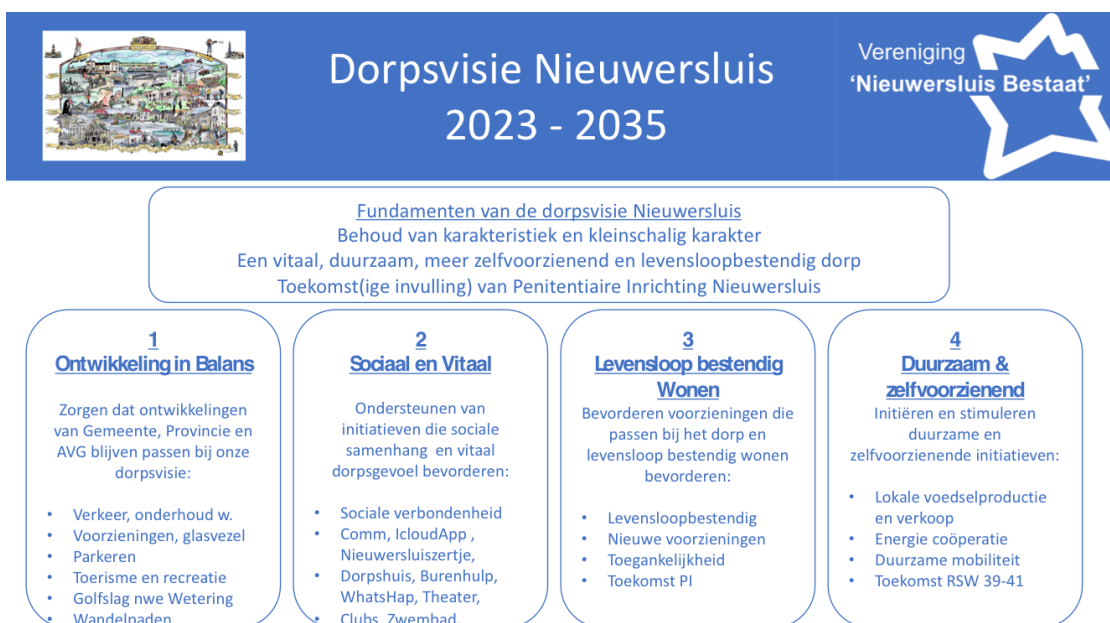 Dorpsvisie Nieuwersluis
2023 - 2035
Vereniging
'Nieuwersluis Bestaat'
Fundamenten van de dorpsvisie Nieuwersluis
Behoud van karakteristiek en kleinschalig karakter
Een vitaal, duurzaam, meer zelfvoorzienend en levensloopbestendig dorp
Toekomst(ige invulling) van Penitentiaire Inrichting Nieuwersluis
1
Ontwikkeling in Balans
Zorgen dat ontwikkelingen
van Gemeente, Provincie en
AVG blijven passen bij onze
dorpsvisie:
• Verkeer, onderhoud w.
• Voorzieningen, glasvezel
• Parkeren
• Toerisme en recreatie
• Golfslag nwe Wetering
• Wandelpaden
2
Sociaal en Vitaal
Ondersteunen van
initiatieven die sociale
samenhang en vitaal
dorpsgevoel bevorderen:
• Sociale verbondenheid
• Comm, IcloudApp ,
Nieuwersluiszertje,
• Dorpshuis, Burenhulp,
WhatsHap, Theater,
• Clubs, Zwembad,
3
Levensloop bestendig
Wonen
Bevorderen voorzieningen die
passen bij het dorp en
levensloop bestendig wonen
bevorderen:
• Levensloopbestendig
• Nieuwe voorzieningen
• Toegankelijkheid
• Toekomst PI
4
Duurzaam &
zelfvoorzienend
Initiëren en stimuleren
duurzame en
zelfvoorzienende initiatieven:
• Lokale voedselproductie
en verkoop
• Energie coöperatie
• Duurzame mobiliteit
• Toekomst RSW 39-41